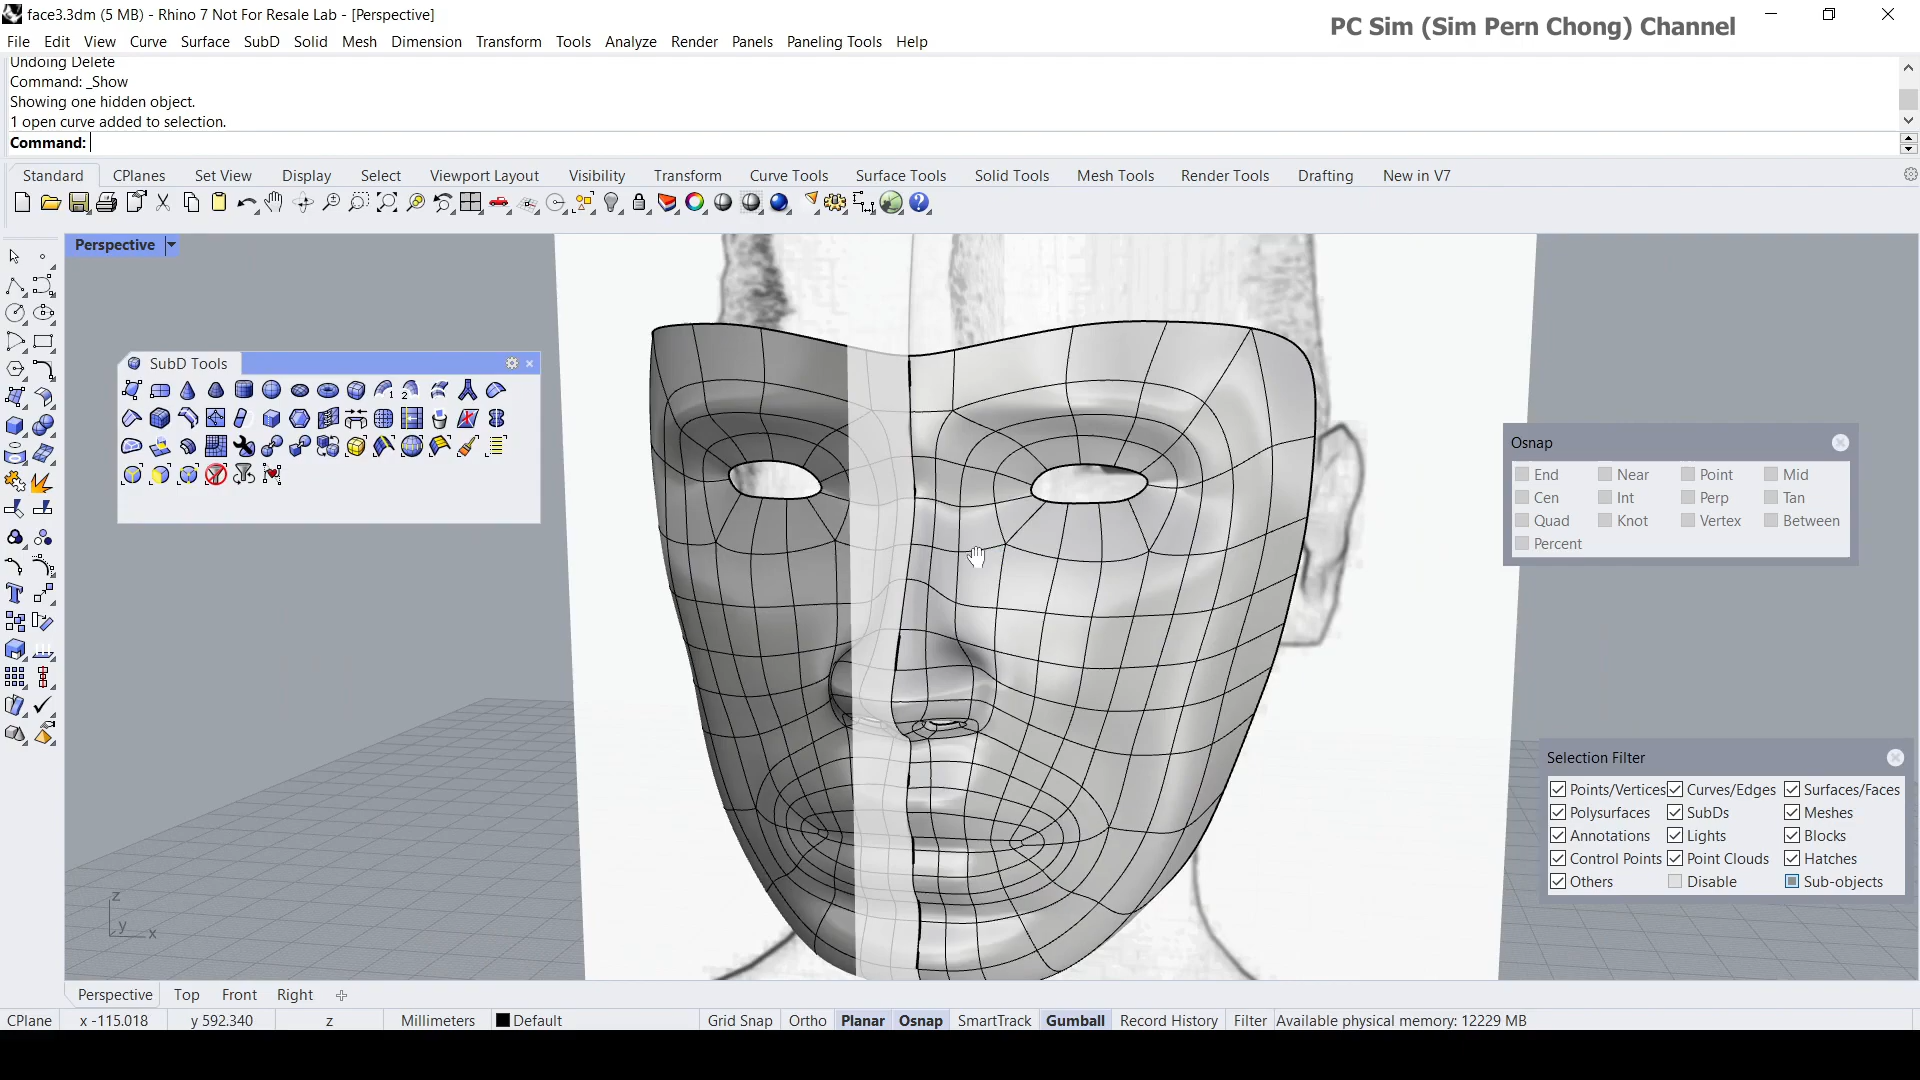 face3.3dm (5 MB) - Rhino 7 Not For Resale Lab - [Perspective]
PC Sim (Sim Pern Chong) Channel
File Edit View Curve Surface SubD Solid Mesh Dimension Transform Tools Analyze Render Panels Paneling Tools Help
Undoing Delete
Command: _Show
Showing one hidden object.
1 open curve added to selection.
Command:
Standard CPlanes Set View Display Select Viewport Layout Visibility Transform Curve Tools Surface Tools Solid Tools Mesh Tools Render Tools Drafting New in V7
Perspective
SubD Tools
1 2
Osnap
End Near Point Mid
Cen Int Perp Tan
Quad Knot Vertex Between
Percent
Selection Filter
Points/Vertices Curves/Edges Surfaces/Faces
Polysurfaces SubDs Meshes
Annotations Lights Blocks
Control Points Point Clouds Hatches
Others Disable Sub-objects
z
y x
Perspective Top Front Right
CPlane x -115.018 y 592.340 z Millimeters Default Grid Snap Ortho Planar Osnap SmartTrack Gumball Record History Filter Available physical memory: 12229 MB